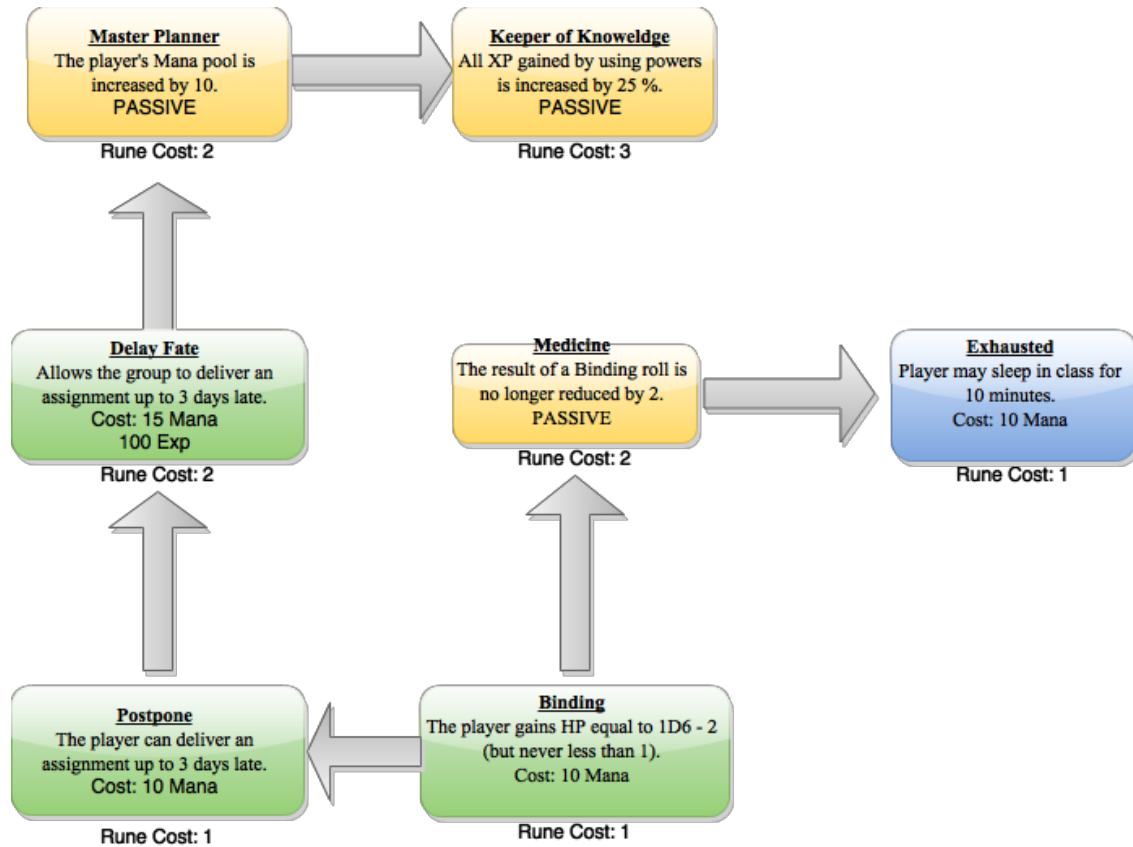 Master Planner
The player's Mana pool is
increased by 10.
PASSIVE
Rune Cost: 2
Keeper of Knoweldge
All XP gained by using powers
is increased by 25 %.
PASSIVE
Rune Cost: 3
Delay Fate
Allows the group to deliver an
assignment up to 3 days late.
Cost: 15 Mana
100 Exp
Rune Cost: 2
Medicine
The result of a Binding roll is
no longer reduced by 2.
PASSIVE
Rune Cost: 2
Exhausted
Player may sleep in class for
10 minutes.
Cost: 10 Mana
Rune Cost: 1
Postpone
The player can deliver an
assignment up to 3 days late.
Cost: 10 Mana
Rune Cost: 1
Binding
The player gains HP equal to 1D6 - 2
(but never less than 1).
Cost: 10 Mana
Rune Cost: 1